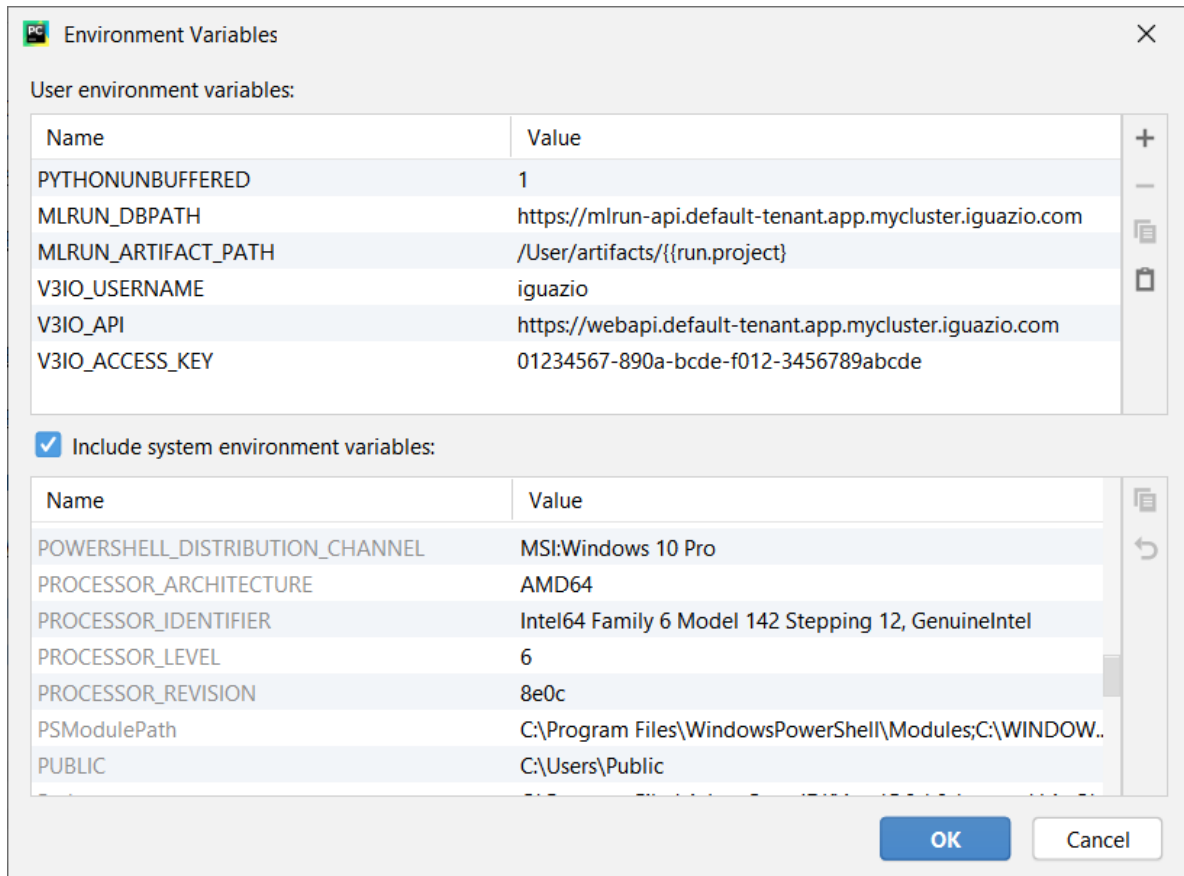 PC Environment Variables
User environment variables:
Name Value
PYTHONUNBUFFERED 1
MLRUN_DBPATH https://mlrun-api.default-tenant.app.mycluster.iguazio.com
MLRUN_ARTIFACT_PATH /User/artifacts/{{run.project}
V3IO_USERNAME iguazio
V3IO_API https://webapi.default-tenant.app.mycluster.iguazio.com
V3IO_ACCESS_KEY 01234567-890a-bcde-f012-3456789abcde
Include system environment variables:
Name Value
POWERSHELL_DISTRIBUTION_CHANNEL MSI:Windows 10 Pro
PROCESSOR_ARCHITECTURE AMD64
PROCESSOR_IDENTIFIER Intel64 Family 6 Model 142 Stepping 12, GenuineIntel
PROCESSOR_LEVEL 6
PROCESSOR_REVISION 8e0c
PSModulePath C:\Program Files\WindowsPowerShell\Modules;C:\WINDOW..
PUBLIC C:\Users\Public
OK Cancel